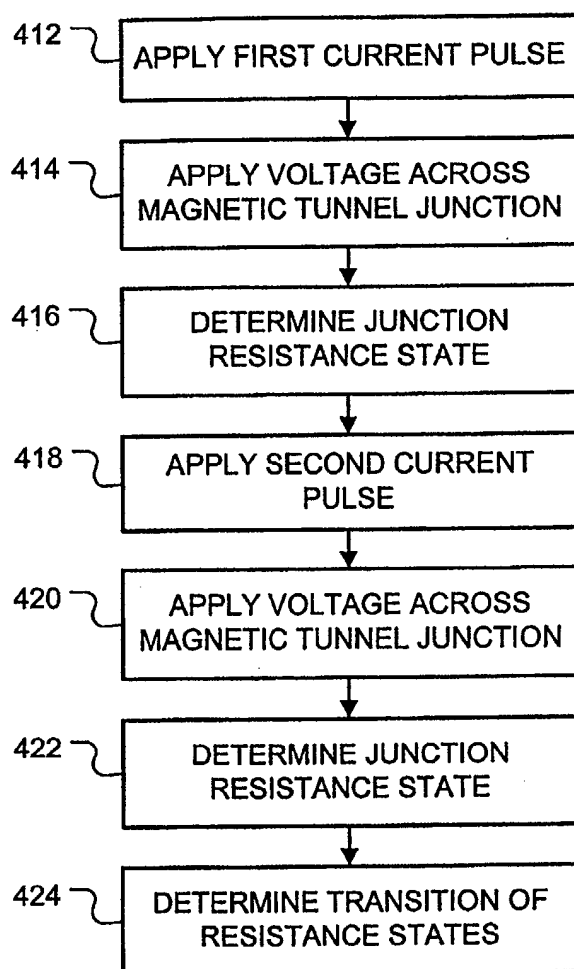 412
APPLY FIRST CURRENT PULSE
414
APPLY VOLTAGE ACROSS
MAGNETIC TUNNEL JUNCTION
416
DETERMINE JUNCTION
RESISTANCE STATE
418
APPLY SECOND CURRENT
PULSE
420
APPLY VOLTAGE ACROSS
MAGNETIC TUNNEL JUNCTION
422
DETERMINE JUNCTION
RESISTANCE STATE
424
DETERMINE TRANSITION OF
RESISTANCE STATES